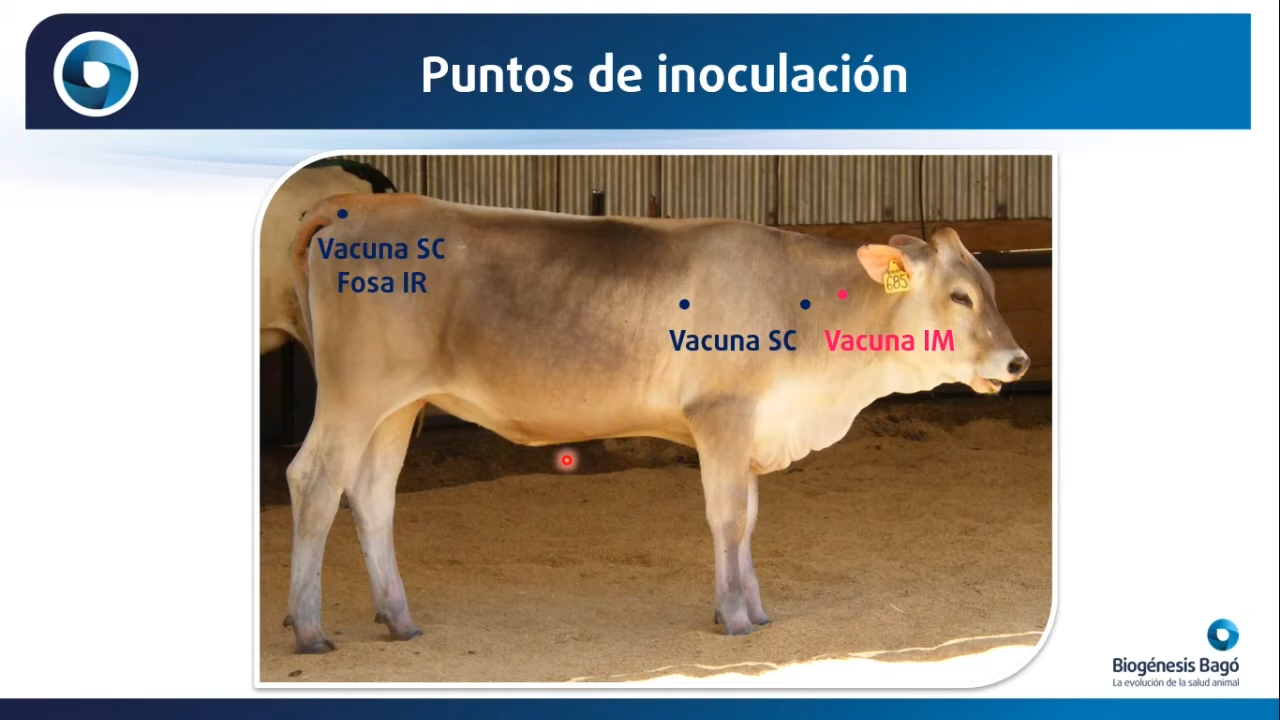 Puntos de inoculación
Vacuna SC
Fosa IR
685
Vacuna SC
Vacuna IM
Biogénesis Bagó
La evolución de la salud animal